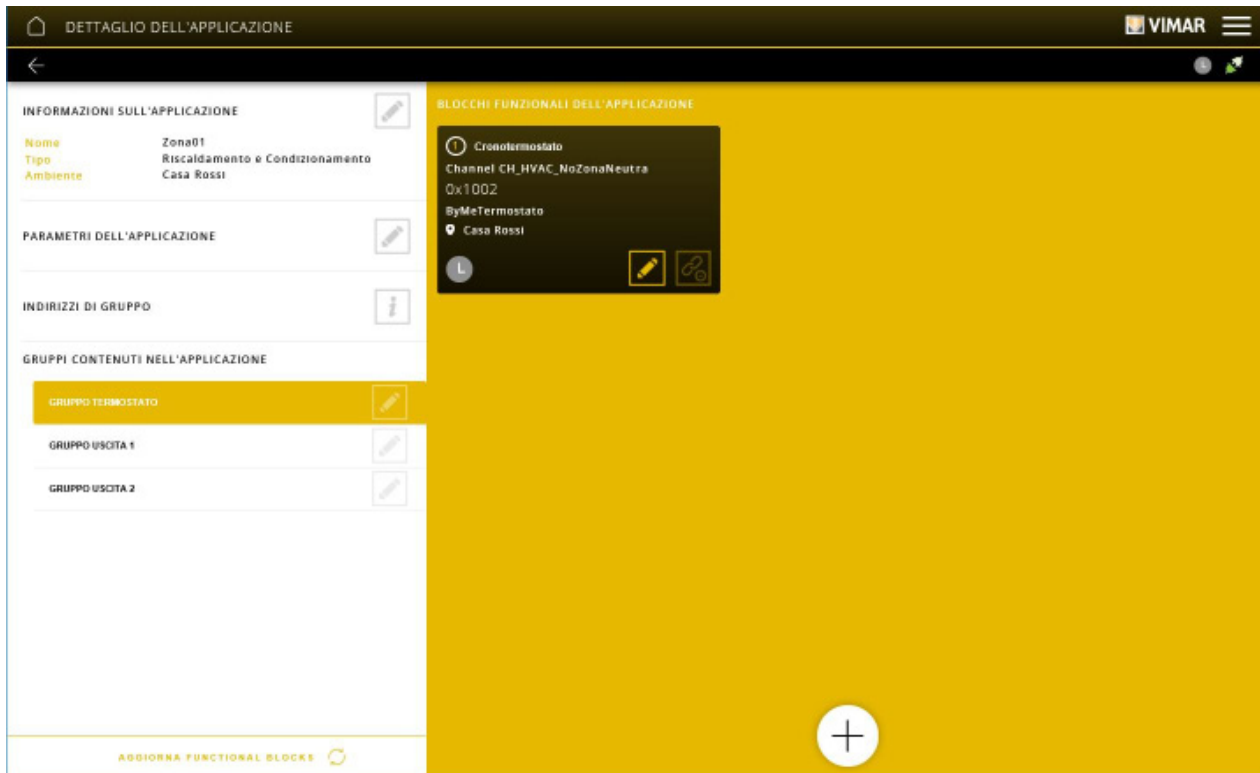 DETTAGLIO DELL'APPLICAZIONE
VIMAR
L
INFORMAZIONI SULL'APPLICAZIONE
Nome Zona01
Tipo Riscaldamento e Condizionamento
Ambiente Casa Rossi
PARAMETRI DELL'APPLICAZIONE
INDIRIZZI DI GRUPPO
i
GRUPPI CONTENUTI NELL'APPLICAZIONE
GRUPPO TERMOSTATO
GRUPPO USCITA 1
GRUPPO USCITA 2
AGGIORNA FUNCTIONAL BLOCKS
BLOCCHI FUNZIONALI DELL'APPLICAZIONE
1 Cronotermostato
Channel CH_HVAC_NoZonaNeutra
0x1002
ByMeTermostato
Casa Rossi
L